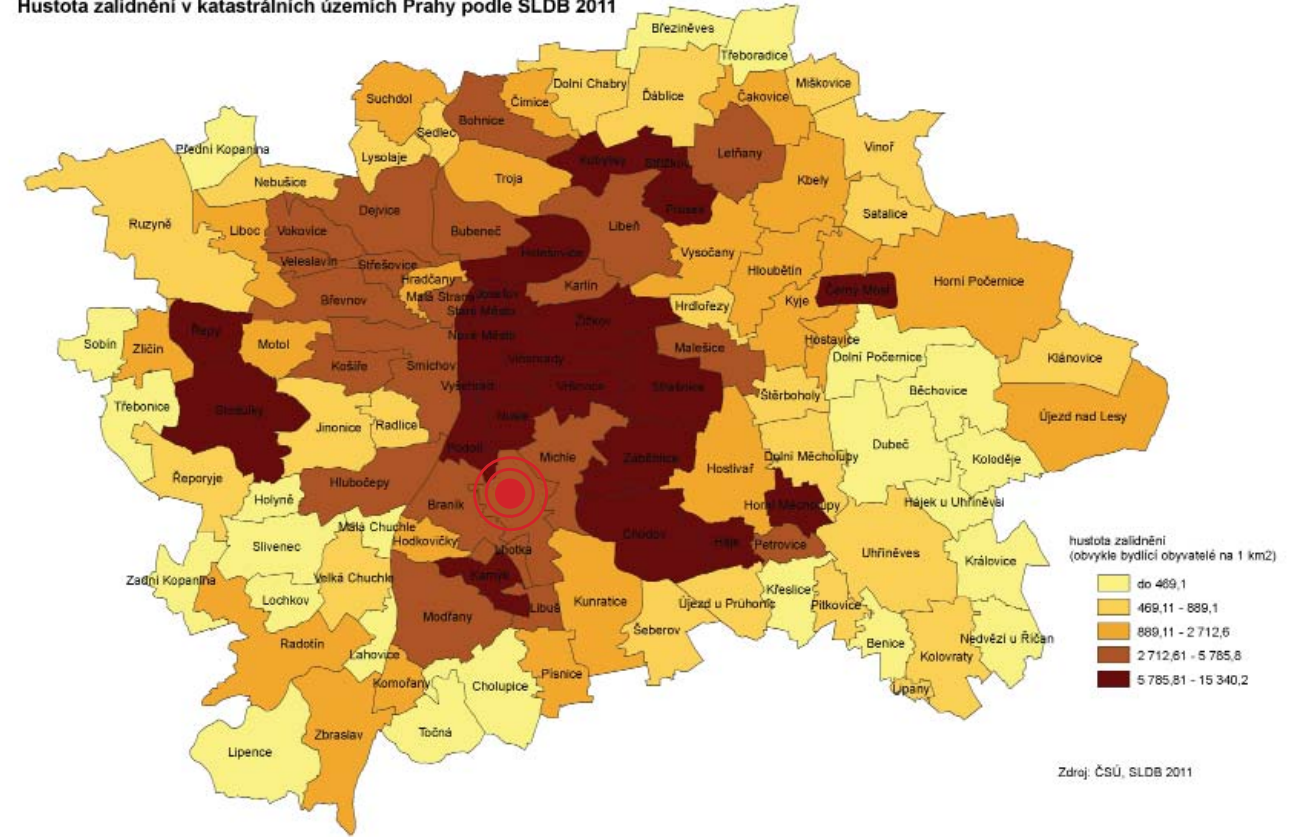 Hustota zalidnění v katastrálních územích Prahy podle SLDB 2011
Březiněves
Třeboradice
Dolní Chabry
Ďáblice
Miškovice
Čakovice
Suchdol
Čimice
Bohnice
Sedlec
Přední Kopanina
Lysolaje
Kobylisy
Střížkov
Letňany
Vinoř
Nebušice
Troja
Kbely
Dejvice
Prosek
Satalice
Ruzyně
Liboc
Vokovice
Bubeneč
Libeň
Vysočany
Holešovice
Veleslavín
Střešovice
Hradčany
Hloubětín
Horní Počernice
Břevnov
Malá Strana
Josefov
Karlín
Staré Město
Hrdlořezy
Kyje
Černý Most
Řepy
Žižkov
Nové Město
Sobín
Zličín
Motol
Malešice
Hostavice
Dolní Počernice
Klánovice
Košíře
Smíchov
Vinohrady
Vyšehrad
Vršovice
Strašnice
Štěrboholy
Běchovice
Třebonice
Stodůlky
Jinonice
Radlice
Nusle
Újezd nad Lesy
Podolí
Michle
Záběhlice
Hostivař
Dolní Měcholupy
Dubeč
Koloděje
Řeporyje
Hlubočepy
Holyně
Braník
Horní Měcholupy
Hájek u Uhříněvsi
Malá Chuchle
Slivenec
Hodkovičky
Lhotka
Chodov
Háje
Petrovice
Uhříněves
Královice
Zadní Kopanina
Velká Chuchle
Kamýk
Lochkov
Kunratice
Újezd u Průhonic
Křeslice
Pitkovice
Modřany
Libuš
Šeberov
Radotín
Lahovice
Benice
Nedvězí u Říčan
Kolovraty
Komořany
Cholupice
Písnice
Lipany
Točná
Zbraslav
Lipence
hustota zalidnění
(obvykle bydlící obyvatelé na 1 km2)
do 469,1
469,11 - 889,1
889,11 - 2 712,6
2 712,61 - 5 785,8
5 785,81 - 15 340,2
Zdroj: ČSÚ, SLDB 2011